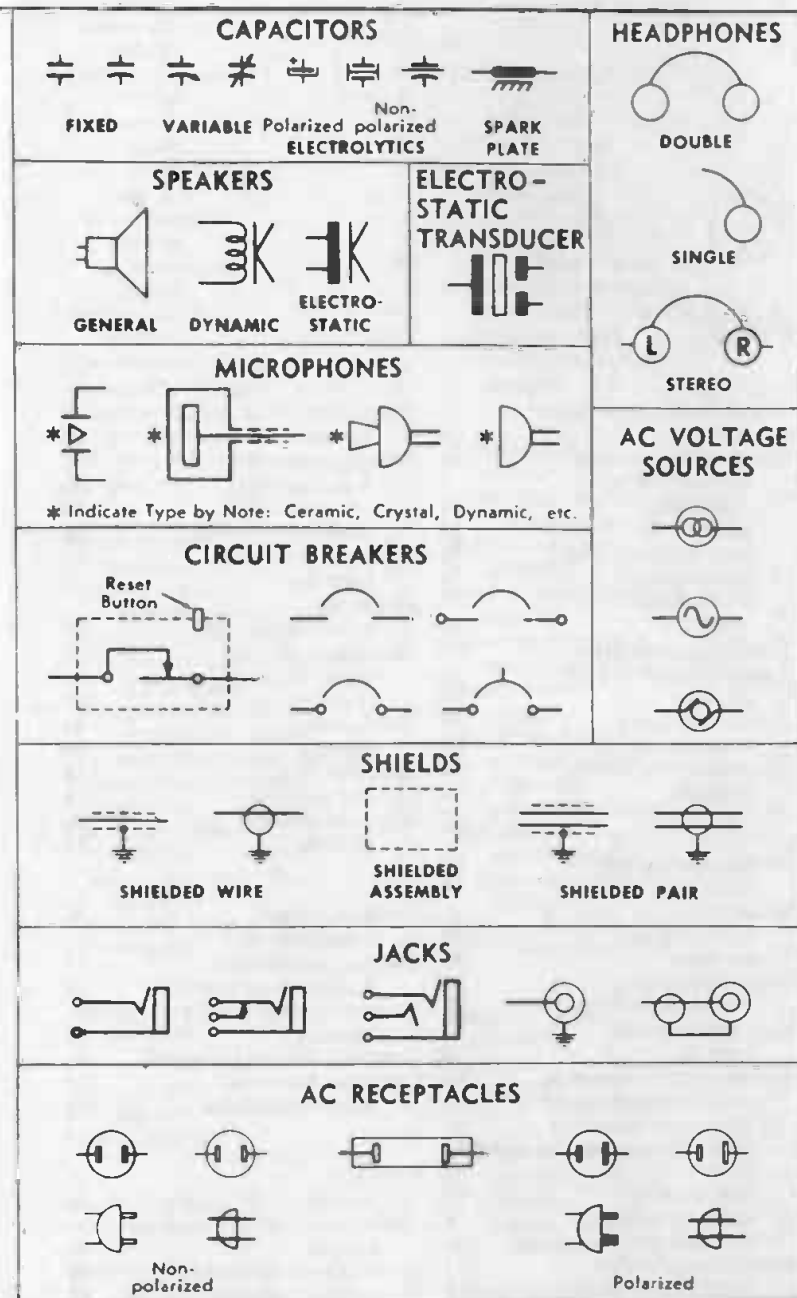 CAPACITORS
FIXED
VARIABLE
Polarized
Non-
polarized
ELECTROLYTICS
SPARK
PLATE
HEADPHONES
DOUBLE
SINGLE
L R
STEREO
SPEAKERS
GENERAL
DYNAMIC
ELECTRO-
STATIC
ELECTRO-
STATIC
TRANSDUCER
MICROPHONES
* * * *
* Indicate Type by Note: Ceramic, Crystal, Dynamic, etc.
AC VOLTAGE
SOURCES
CIRCUIT BREAKERS
Reset
Button
SHIELDS
SHIELDED WIRE
SHIELDED
ASSEMBLY
SHIELDED PAIR
JACKS
AC RECEPTACLES
Non-
polarized
Polarized